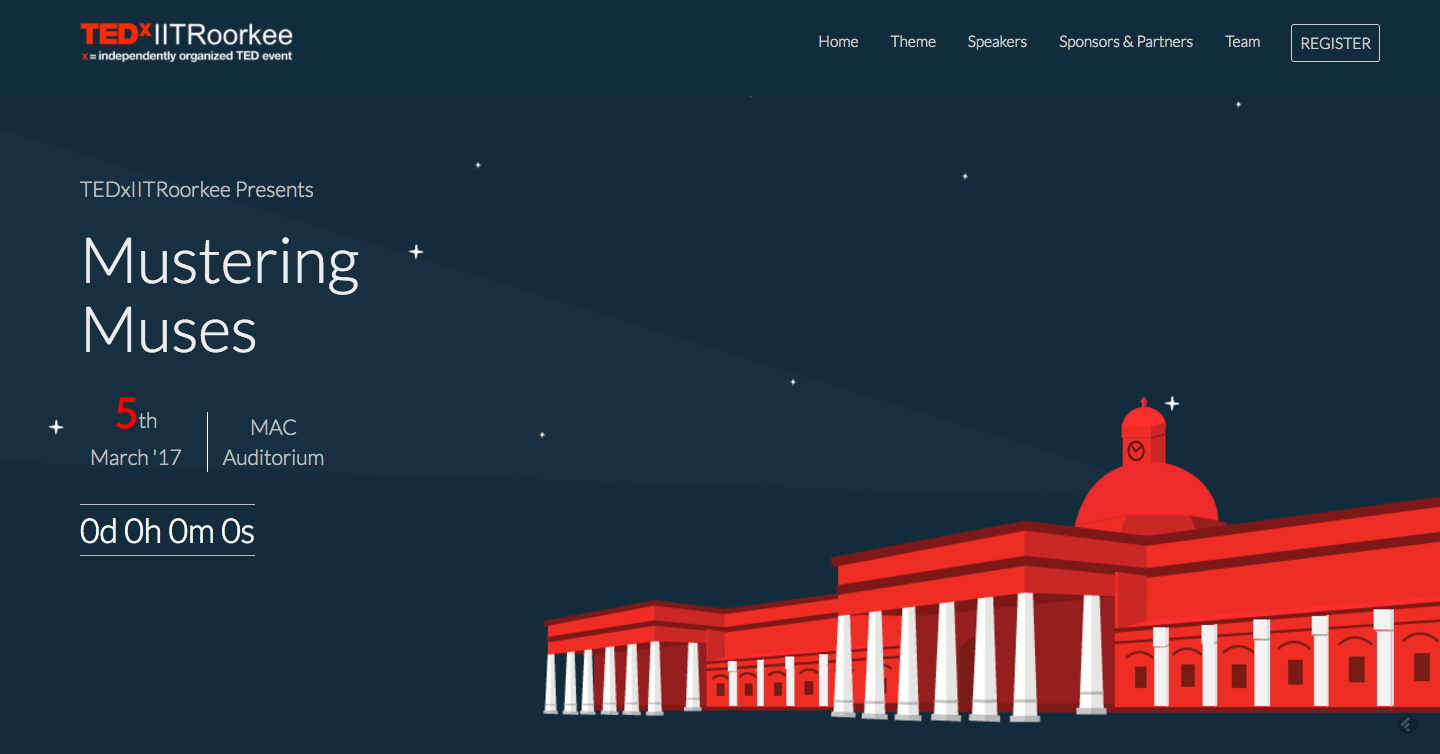 TEDxIITRoorkee
x = independently organized TED event
Home Theme Speakers Sponsors & Partners Team REGISTER
TEDxIITRoorkee Presents
Mustering
Muses
5th
March '17
MAC
Auditorium
0d 0h 0m 0s